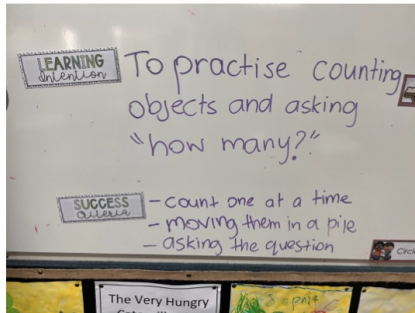 LEARNING
Intention
To practise counting
objects and asking
"how many?"
SUCCESS
Criteria
- count one at a time
- moving them in a pile
- asking the question
The Very Hungry